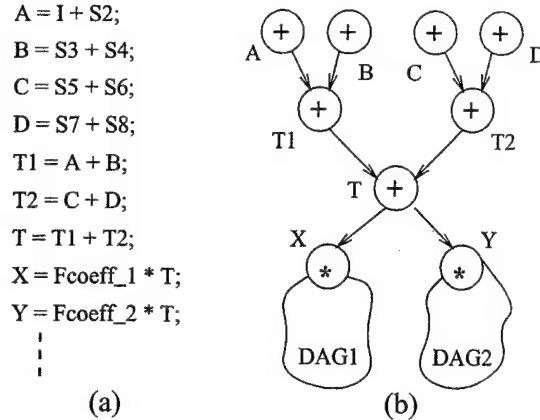 A = I + S2;
B = S3 + S4;
C = S5 + S6;
D = S7 + S8;
T1 = A + B;
T2 = C + D;
T = T1 + T2;
X = Fcoeff_1 * T;
Y = Fcoeff_2 * T;
(a)
+ + + +
A B C D
+ +
T1 T2
T +
X Y
* *
DAG1 DAG2
(b)